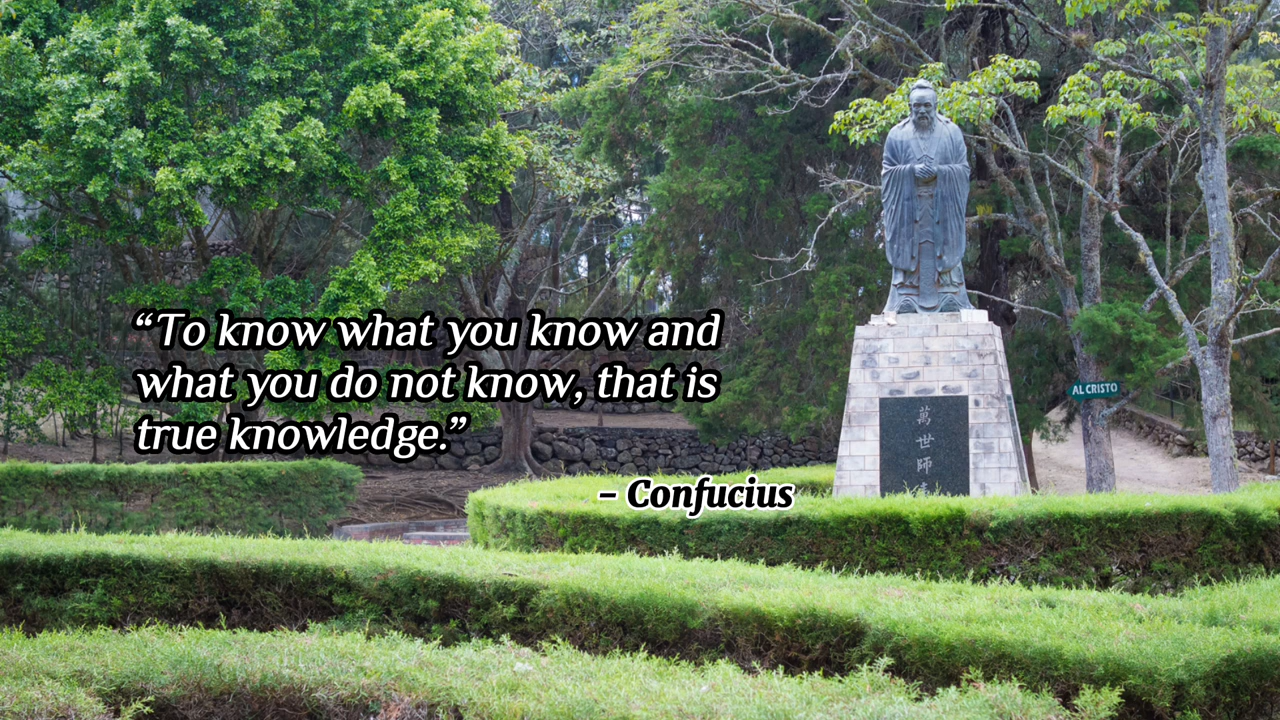 “To know what you know and
what you do not know, that is
true knowledge.”
– Confucius
AL CRISTO
萬
世
師